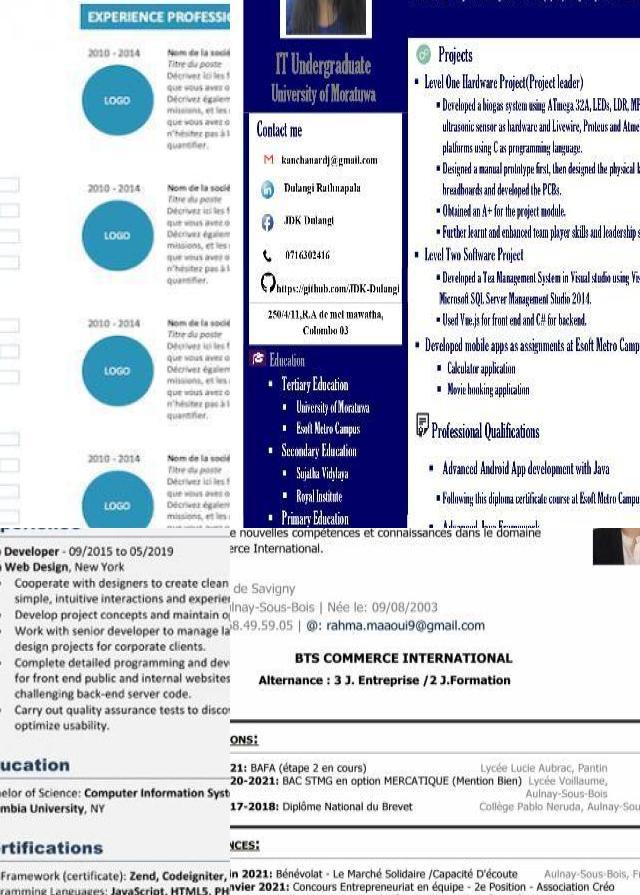 EXPERIENCE PROFESSI
2010 - 2014
LOGO
Nom de la socié
Titre du poste
Décrivez ici les f
que vous avez o
Décrivez égalem
missions, et les
n'hésitez pas à l
quantifier.
2010 - 2014
LOGO
Nom de la socié
Titre du poste
Décrivez ici les f
que vous avez o
Décrivez égalem
missions, et les
n'hésitez pas à l
quantifier.
2010 - 2014
LOGO
Nom de la socié
Titre du poste
Décrivez ici les f
que vous avez o
Décrivez égalem
missions, et les
n'hésitez pas à l
quantifier.
2010 - 2014
LOGO
Nom de la socié
Titre du poste
Décrivez ici les f
que vous avez o
Décrivez égalem
missions, et les
n'hésitez pas à l
quantifier.
IT Undergraduate
University of Moratuwa
Contact me
kanchanardj@gmail.com
Dulangi Rathnapala
JDK Dulangi
0716302416
https://github.com/JDK-Dulangi
250/4/11,R.A de mel mawatha,
Colombo 03
Education
Tertiary Education
University of Moratuwa
Esoft Metro Campus
Secondary Education
Sujatha Vidylaya
Royal Institute
Primary Education
Projects
Level One Hardware Project(Project leader)
Developed a biogas system using ATmega 32A, LEDs, LDR, MF
ultrasonic sensor as hardware and Livewire, Proteus and Atme
platforms using C as programming language.
Designed a manual prototype first, then designed the physical l
breadboards and developed the PCBs.
Obtained an A+ for the project module.
Further learnt and enhanced team player skills and leadership s
Level Two Software Project
Developed a Tea Management System in Visual studio using Vis
Microsoft SQL Server Management Studio 2014.
Used Vue.js for front end and C# for backend.
Developed mobile apps as assignments at Esoft Metro Camp
Calculator application
Movie booking application
Professional Qualifications
Advanced Android App development with Java
Following this diploma certificate course at Esoft Metro Campu
Developer - 09/2015 to 05/2019
Web Design, New York
Cooperate with designers to create clean
simple, intuitive interactions and experie
Develop project concepts and maintain o
Work with senior developer to manage la
design projects for corporate clients.
Complete detailed programming and dev
for front end public and internal websites
challenging back-end server code.
Carry out quality assurance tests to disco
optimize usability.
ucation
elor of Science: Computer Information Syst
mbia University, NY
rtifications
Framework (certificate): Zend, Codeigniter,
ramming Languages: JavaScript, HTML5, PH
e nouvelles compétences et connaissances dans le domaine
erce International.
de Savigny
ulnay-Sous-Bois | Née le: 09/08/2003
58.49.59.05 | @: rahma.maaoui9@gmail.com
BTS COMMERCE INTERNATIONAL
Alternance : 3 J. Entreprise /2 J.Formation
ONS:
21: BAFA (étape 2 en cours) Lycée Lucie Aubrac, Pantin
20-2021: BAC STMG en option MERCATIQUE (Mention Bien) Lycée Voillaume,
Aulnay-Sous-Bois
17-2018: Diplôme National du Brevet Collège Pablo Neruda, Aulnay-Sou
NCES:
in 2021: Bénévolat - Le Marché Solidaire /Capacité D'écoute Aulnay-Sous-Bois, F
nvier 2021: Concours Entrepreneuriat en équipe - 2e Position - Association Créo